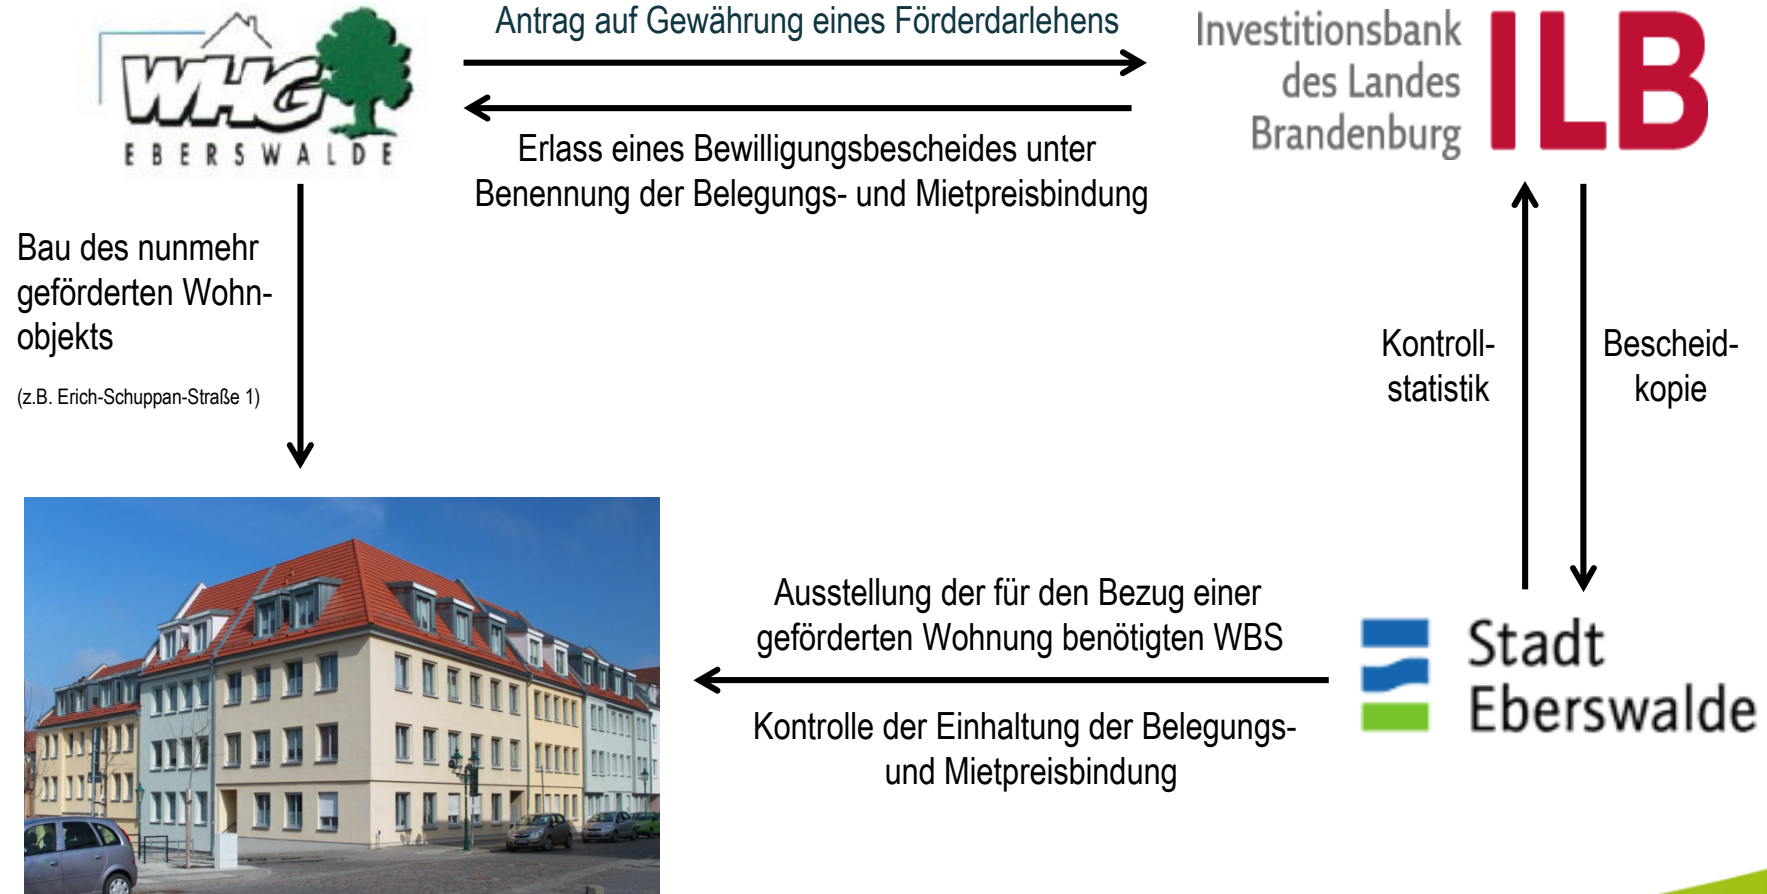 WHG
EBERSWALDE
Antrag auf Gewährung eines Förderdarlehens
Erlass eines Bewilligungsbescheides unter
Benennung der Belegungs- und Mietpreisbindung
Investitionsbank
des Landes
Brandenburg
ILB
Bau des nunmehr
geförderten Wohn-
objekts
(z.B. Erich-Schuppan-Straße 1)
Kontroll-
statistik
Bescheid-
kopie
Ausstellung der für den Bezug einer
geförderten Wohnung benötigten WBS
Kontrolle der Einhaltung der Belegungs-
und Mietpreisbindung
Stadt
Eberswalde